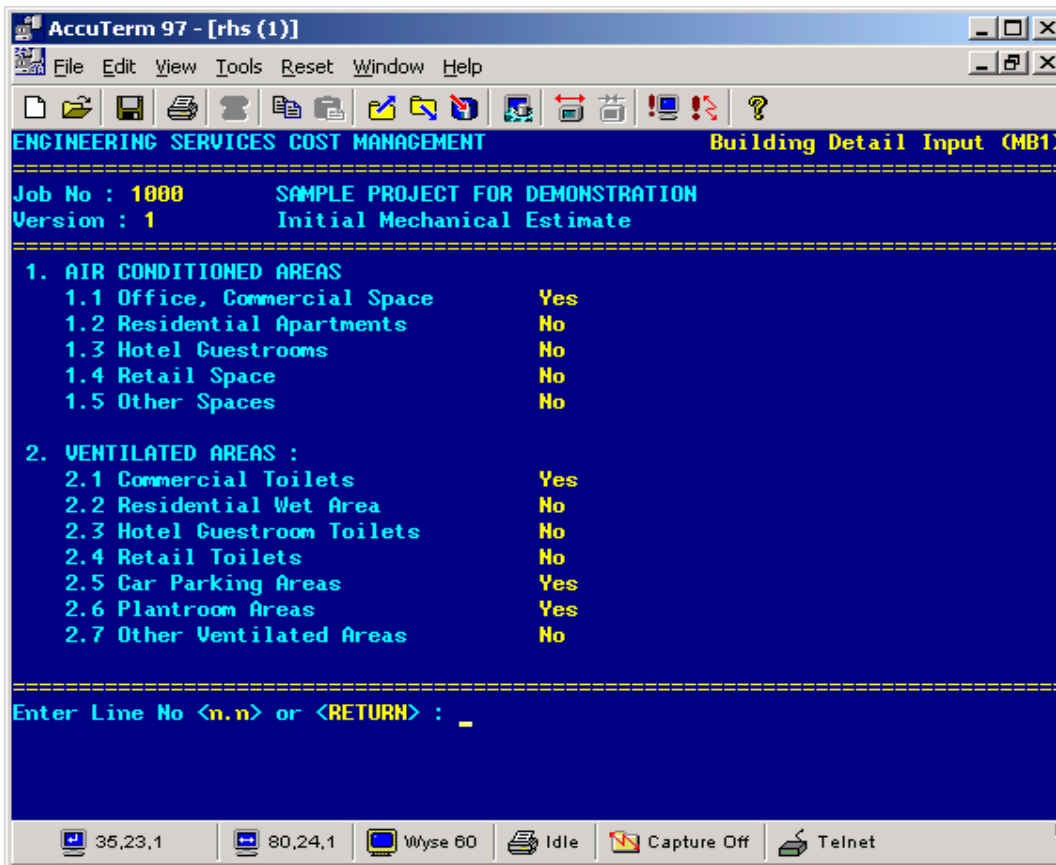 AccuTerm 97 - [rhs (1)]
File Edit View Tools Reset Window Help
ENGINEERING SERVICES COST MANAGEMENT Building Detail Input (MB1)
================================================================================
Job No : 1000 SAMPLE PROJECT FOR DEMONSTRATION
Version : 1 Initial Mechanical Estimate
================================================================================
1. AIR CONDITIONED AREAS
1.1 Office, Commercial Space Yes
1.2 Residential Apartments No
1.3 Hotel Guestrooms No
1.4 Retail Space No
1.5 Other Spaces No
2. VENTILATED AREAS :
2.1 Commercial Toilets Yes
2.2 Residential Wet Area No
2.3 Hotel Guestroom Toilets No
2.4 Retail Toilets No
2.5 Car Parking Areas Yes
2.6 Plantroom Areas Yes
2.7 Other Ventilated Areas No
================================================================================
Enter Line No <n.n> or <RETURN> : _
35,23,1 80,24,1 Wyse 60 Idle Capture Off Telnet